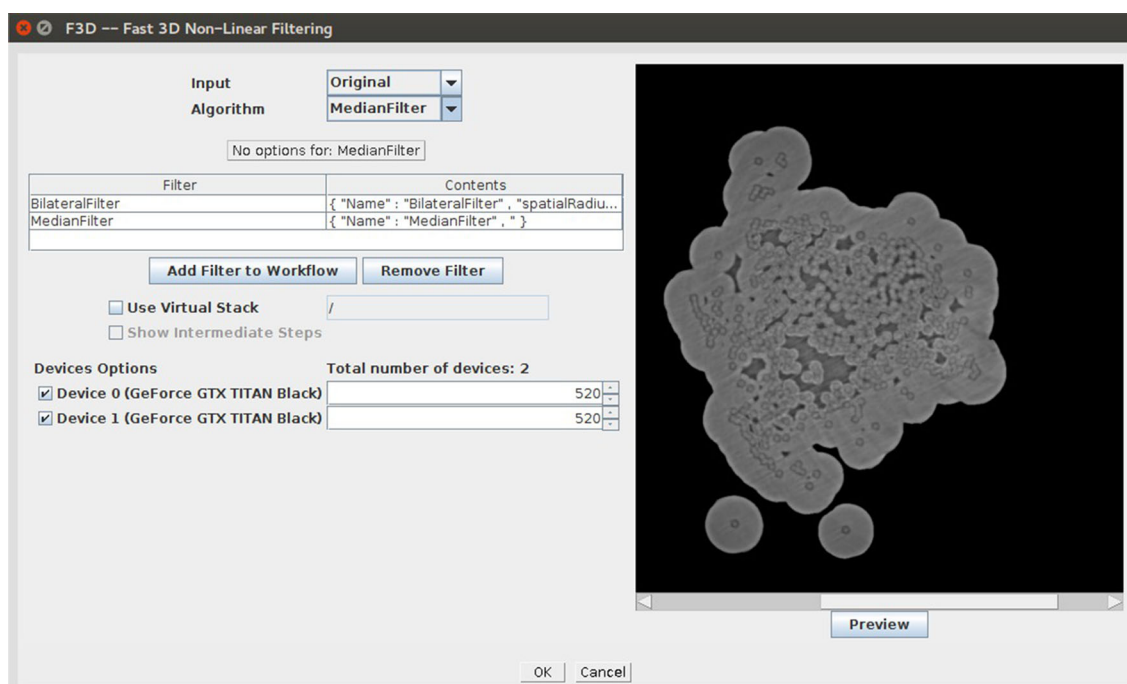 F3D -- Fast 3D Non-Linear Filtering
Input Original
Algorithm MedianFilter
No options for: MedianFilter
Filter Contents
BilateralFilter { "Name" : "BilateralFilter" , "spatialRadiu...
MedianFilter { "Name" : "MedianFilter" , " }
Add Filter to Workflow Remove Filter
Use Virtual Stack /
Show Intermediate Steps
Devices Options Total number of devices: 2
Device 0 (GeForce GTX TITAN Black) 520
Device 1 (GeForce GTX TITAN Black) 520
Preview
OK Cancel